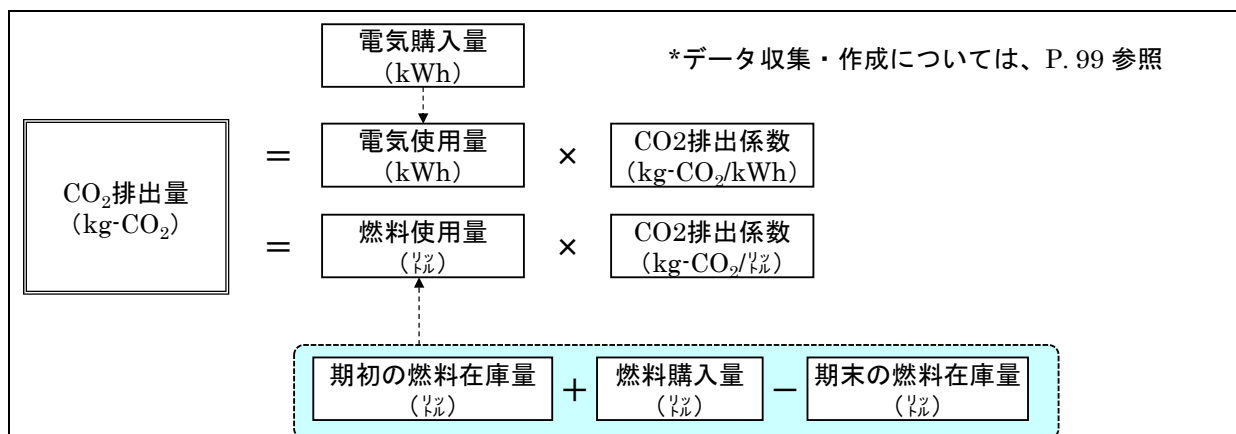 電気購入量
（kWh）
*データ収集・作成については、P. 99 参照
CO₂排出量
（kg-CO₂）
＝
電気使用量
（kWh）
×
CO2排出係数
（kg-CO₂/kWh）
＝
燃料使用量
（㍑）
×
CO2排出係数
（kg-CO₂/㍑）
期初の燃料在庫量
（㍑）
＋
燃料購入量
（㍑）
－
期末の燃料在庫量
（㍑）